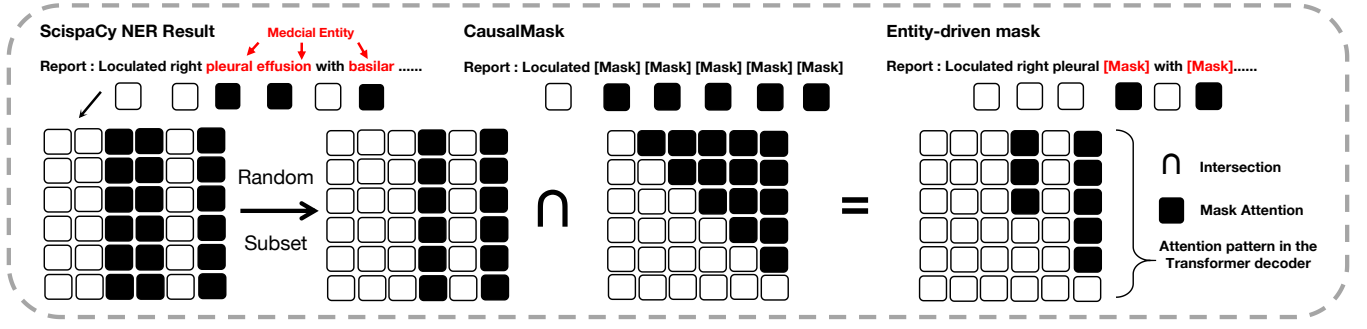 ScispaCy NER Result
Medcial Entity
Report : Loculated right pleural effusion with basilar ......
Random
Subset
CausalMask
Report : Loculated [Mask] [Mask] [Mask] [Mask] [Mask]
∩
=
Entity-driven mask
Report : Loculated right pleural [Mask] with [Mask]......
∩ Intersection
Mask Attention
Attention pattern in the
Transformer decoder